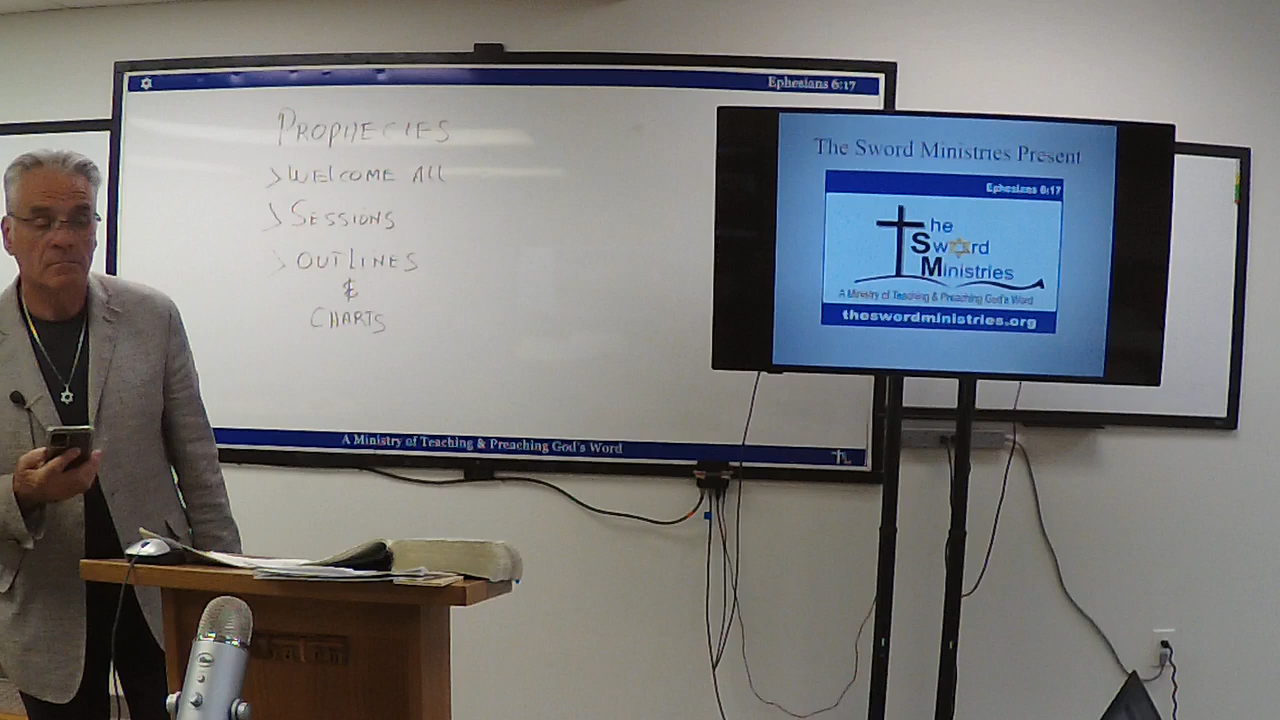 Ephesians 6:17
PROPHECIES
> WELCOME All
> SESSIONS
> OUTLINES
&
CHARTS
A Ministry of Teaching & Preaching God's Word
The Sword Ministries Present
Ephesians 6:17
The
Sword
Ministries
A Ministry of Teaching & Preaching God's Word
theswordministries.org